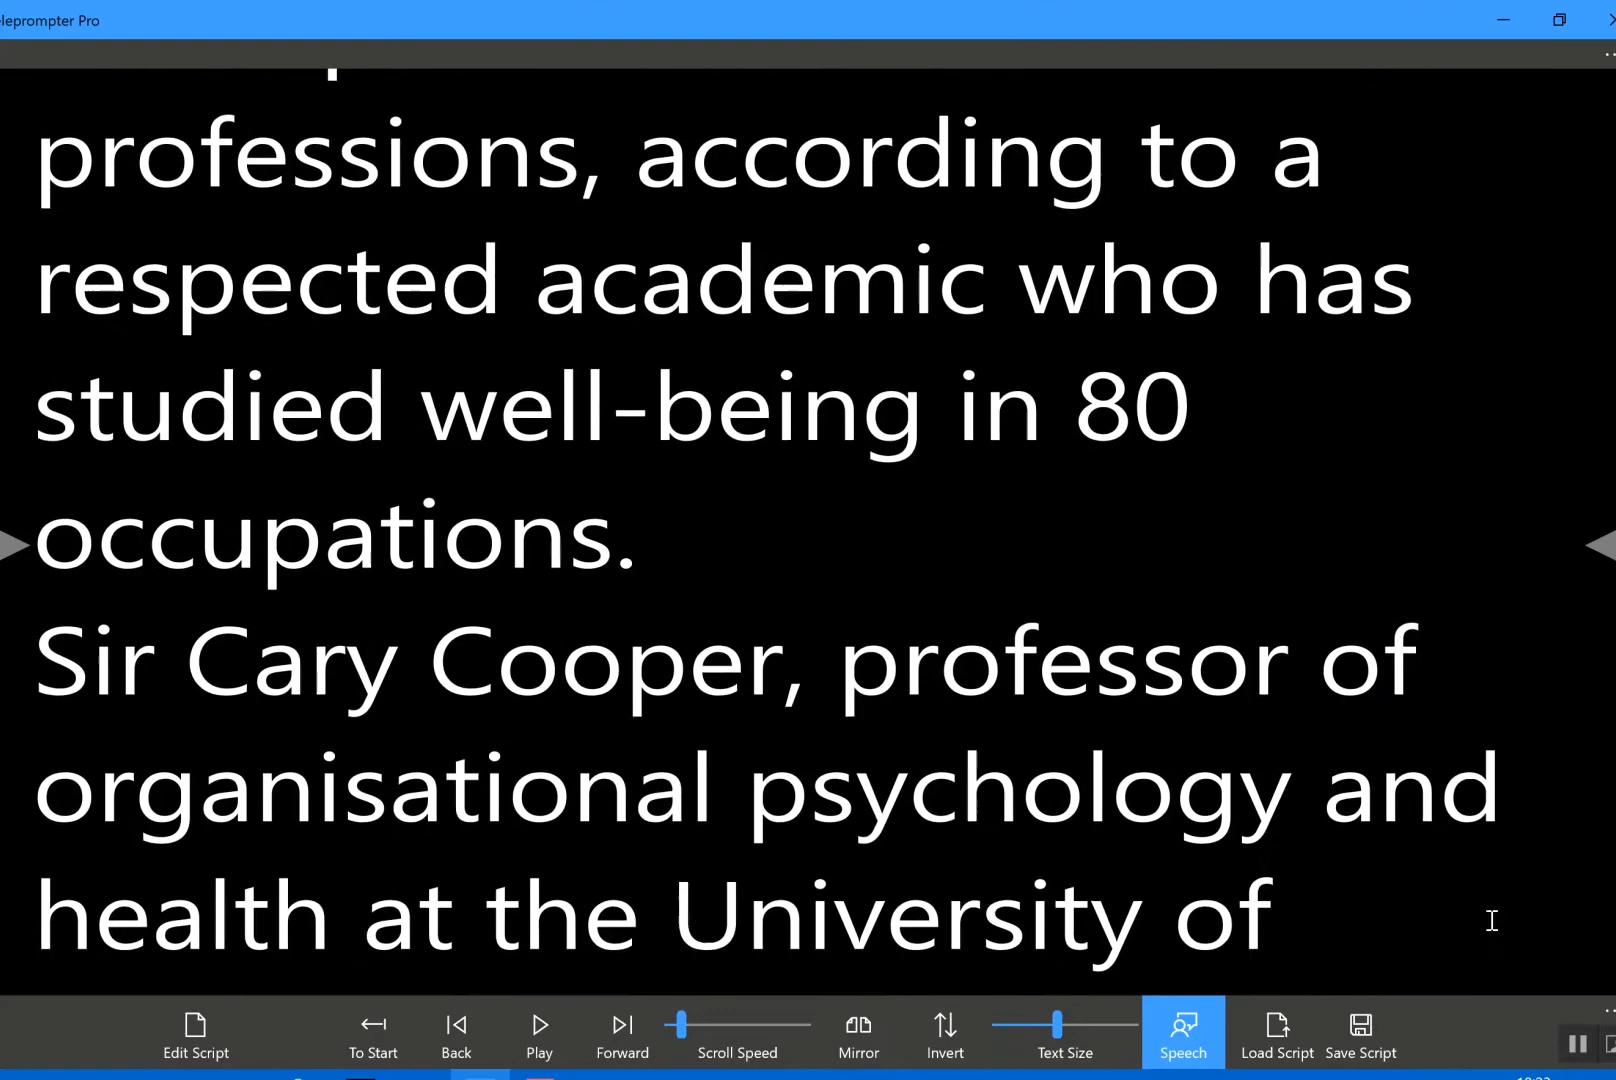 leprompter Pro
professions, according to a
respected academic who has
studied well-being in 80
occupations.
Sir Cary Cooper, professor of
organisational psychology and
health at the University of
Edit Script
To Start
Back
Play
Forward
Scroll Speed
Mirror
Invert
Text Size
Speech
Load Script
Save Script